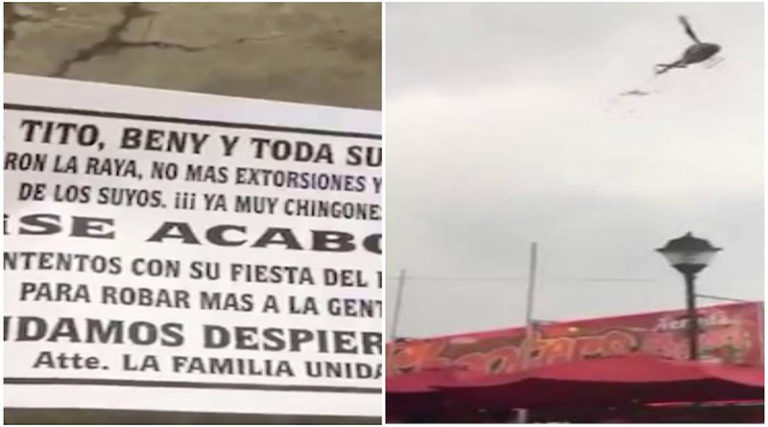 TITO, BENY Y TODA SU
RON LA RAYA, NO MAS EXTORSIONES Y
DE LOS SUYOS. ¡¡¡ YA MUY CHINGONE
¡SE ACABO
NTENTOS CON SU FIESTA DEL
PARA ROBAR MAS A LA GENT
NDAMOS DESPIER
Atte. LA FAMILIA UNIDA